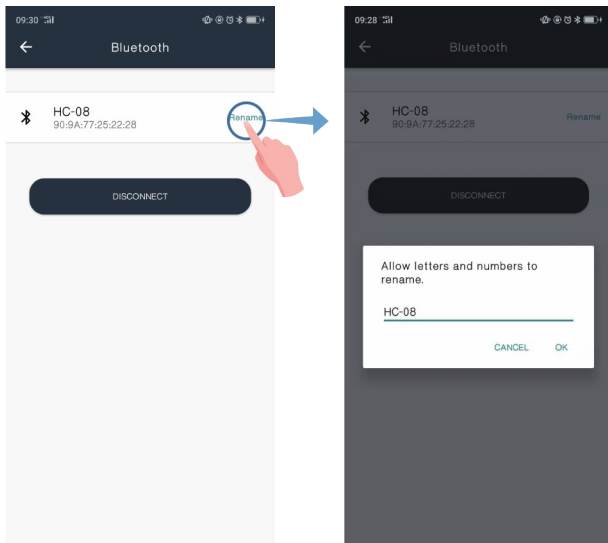 09:30
Bluetooth
HC-08
90:9A:77:25:22:28
Rename
DISCONNECT
09:28
Bluetooth
HC-08
90:9A:77:25:22:28
Rename
DISCONNECT
Allow letters and numbers to
rename.
HC-08
CANCEL OK